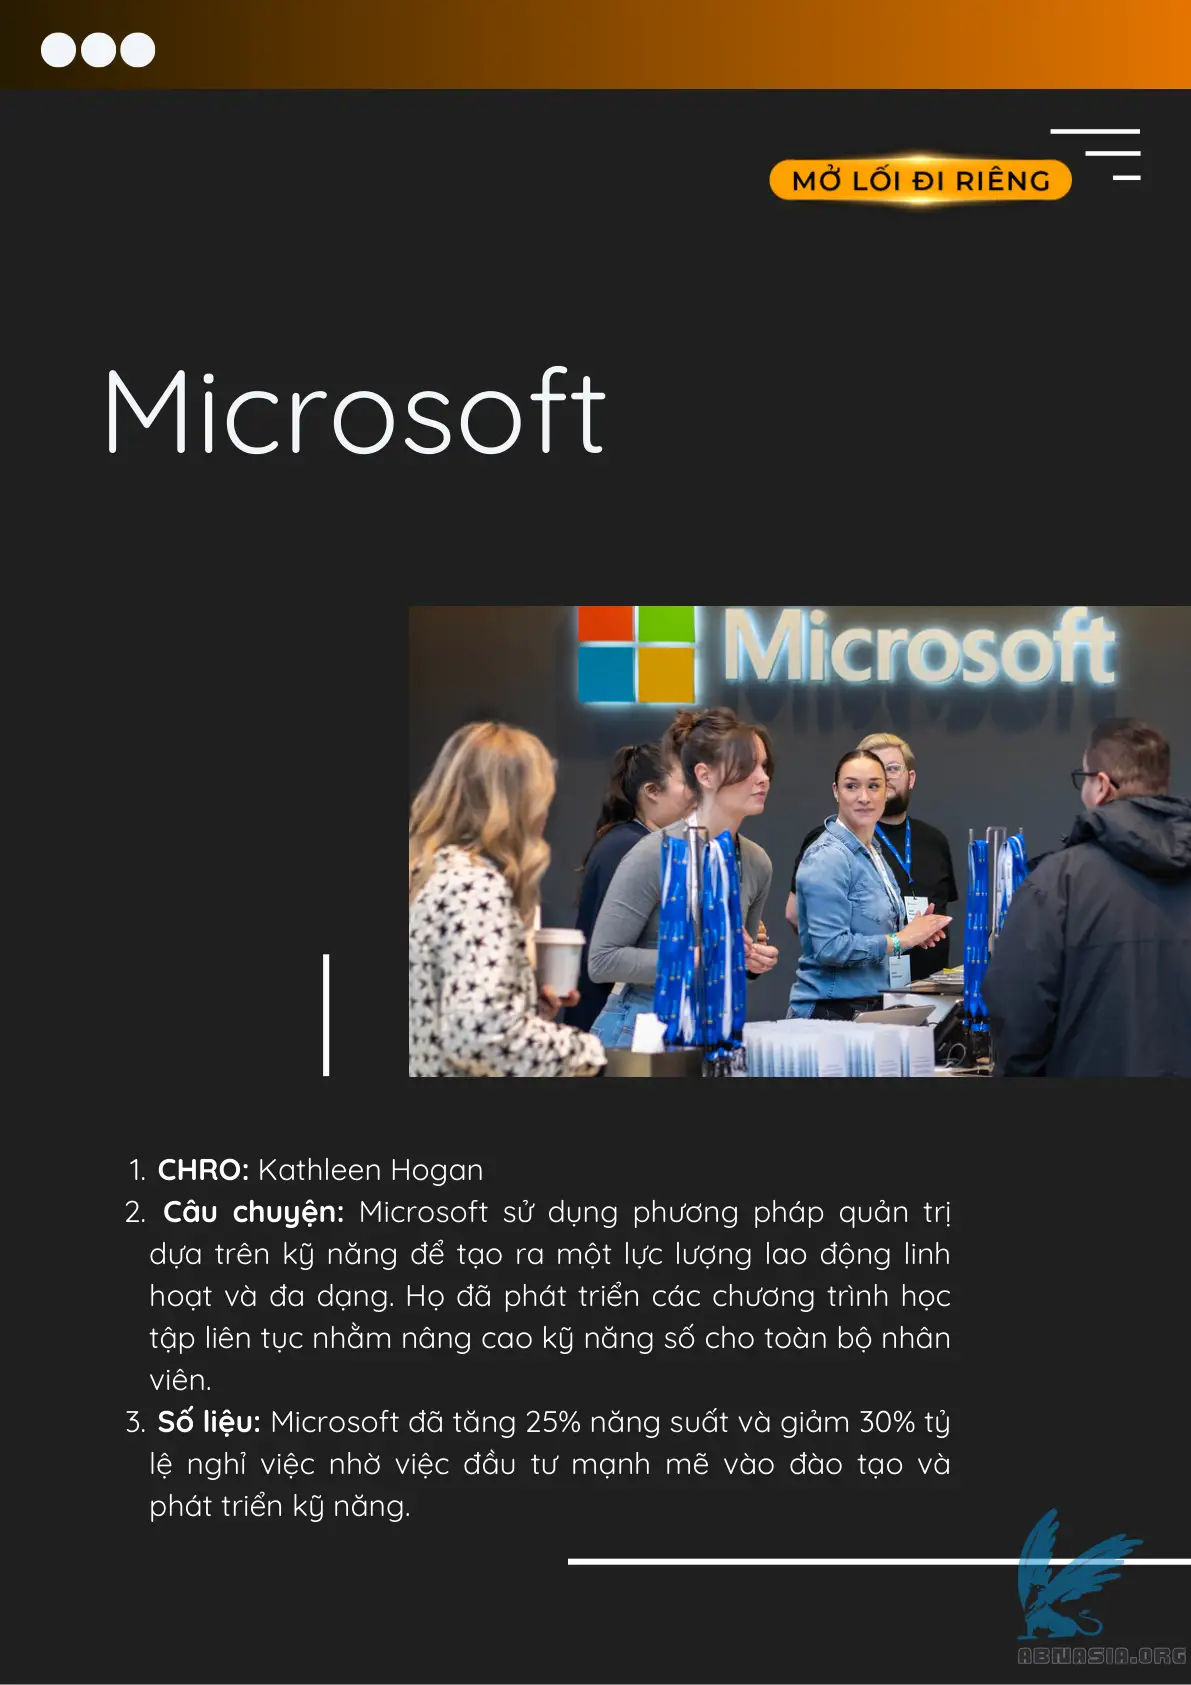 MỞ LỐI ĐI RIÊNG
Microsoft
Microsoft
1. CHRO: Kathleen Hogan
2. Câu chuyện: Microsoft sử dụng phương pháp quản trị
dựa trên kỹ năng để tạo ra một lực lượng lao động linh
hoạt và đa dạng. Họ đã phát triển các chương trình học
tập liên tục nhằm nâng cao kỹ năng số cho toàn bộ nhân
viên.
3. Số liệu: Microsoft đã tăng 25% năng suất và giảm 30% tỷ
lệ nghỉ việc nhờ việc đầu tư mạnh mẽ vào đào tạo và
phát triển kỹ năng.
ABNASIA.ORG